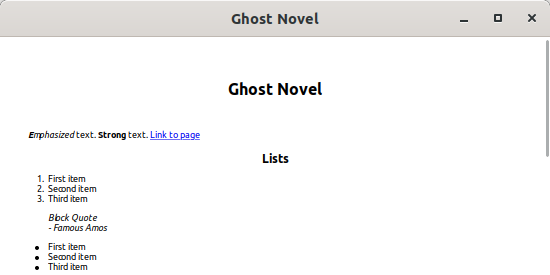 Ghost Novel
Ghost Novel
Emphasized text. Strong text. Link to page
Lists
1. First item
2. Second item
3. Third item
Block Quote
- Famous Amos
• First item
• Second item
• Third item